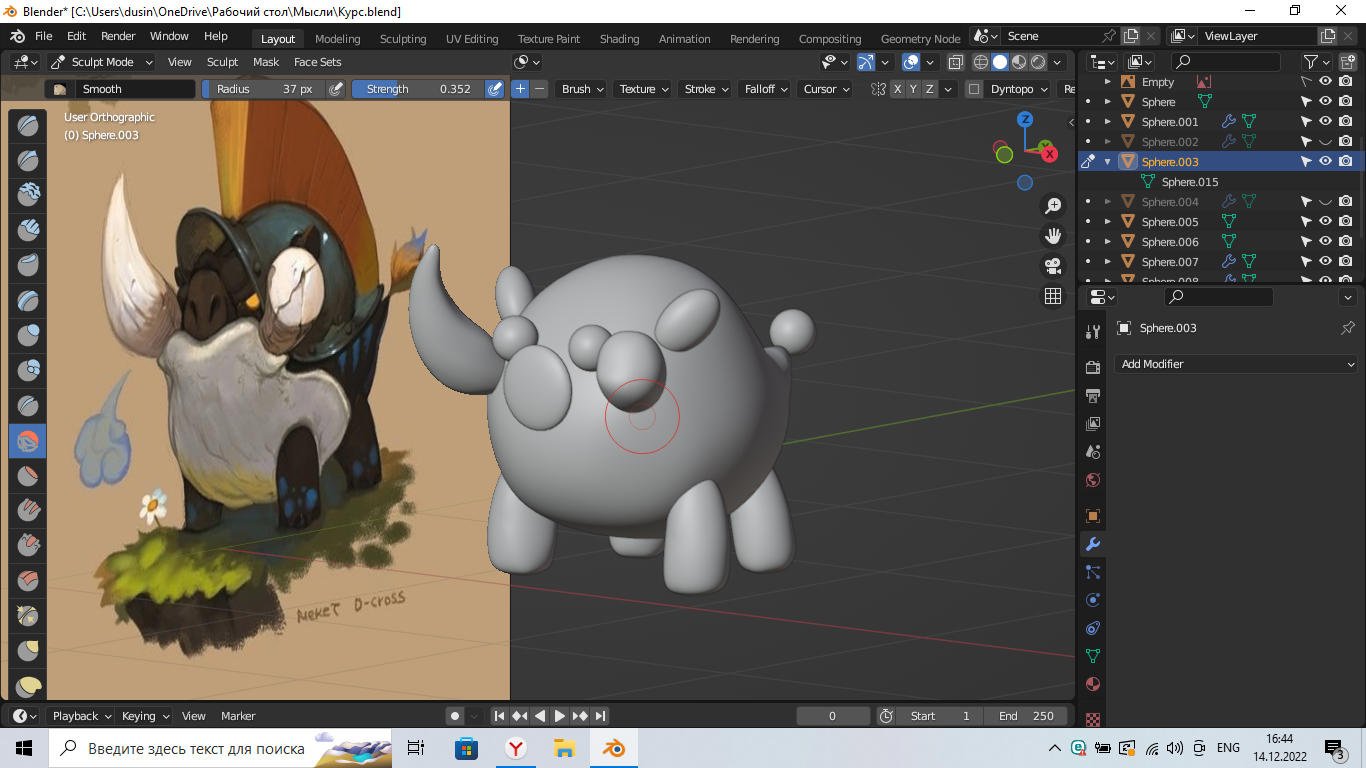 Blender* [C:\Users\dusin\OneDrive\Рабочий стол\Мысли\Курс.blend]
File Edit Render Window Help Layout Modeling Sculpting UV Editing Texture Paint Shading Animation Rendering Compositing Geometry Node Scene ViewLayer
Sculpt Mode View Sculpt Mask Face Sets
Smooth Radius 37 px Strength 0.352 Brush Texture Stroke Falloff Cursor X Y Z Dyntopo Re
User Orthographic
(0) Sphere.003
Z
Y
X
Empty
Sphere
Sphere.001
Sphere.002
Sphere.003
Sphere.015
Sphere.004
Sphere.005
Sphere.006
Sphere.007
Sphere.008
Sphere.003
Add Modifier
D-cross
Playback Keying View Marker 0 Start 1 End 250
Введите здесь текст для поиска
ENG
16:44
14.12.2022
3